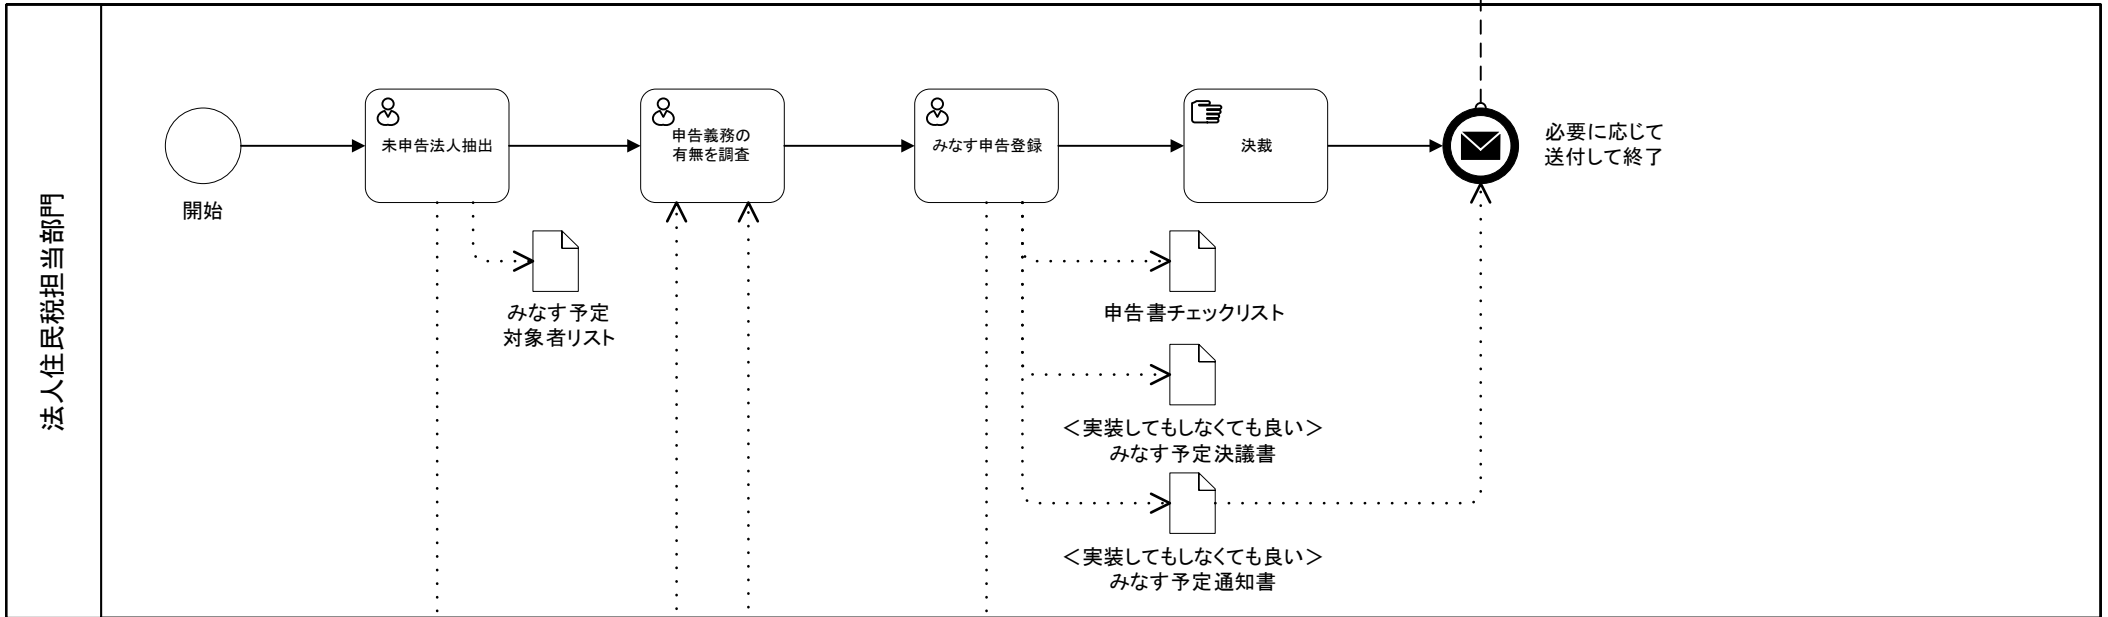 法人住民税担当部門
開始
未申告法人抽出
申告義務の
有無を調査
みなす申告登録
決裁
必要に応じて
送付して終了
みなす予定
対象者リスト
申告書チェックリスト
＜実装してもしなくても良い＞
みなす予定決議書
＜実装してもしなくても良い＞
みなす予定通知書